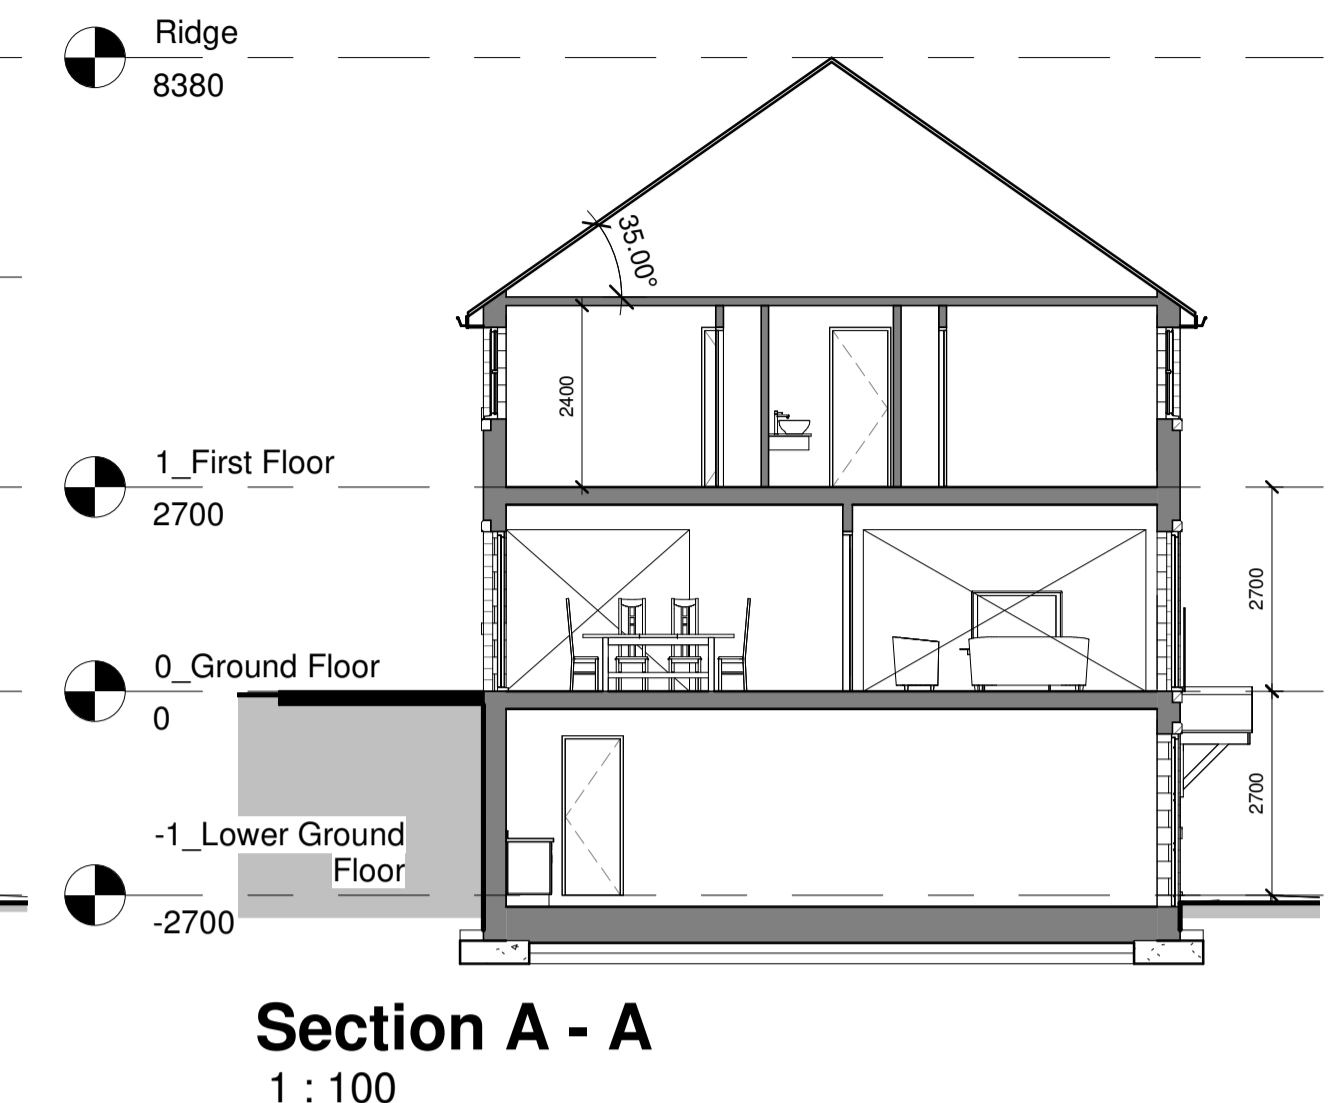 Ridge
8380
35.00°
2400
1_First Floor
2700
2700
0_Ground Floor
0
2700
-1_Lower Ground
Floor
-2700
Section A - A
1 : 100